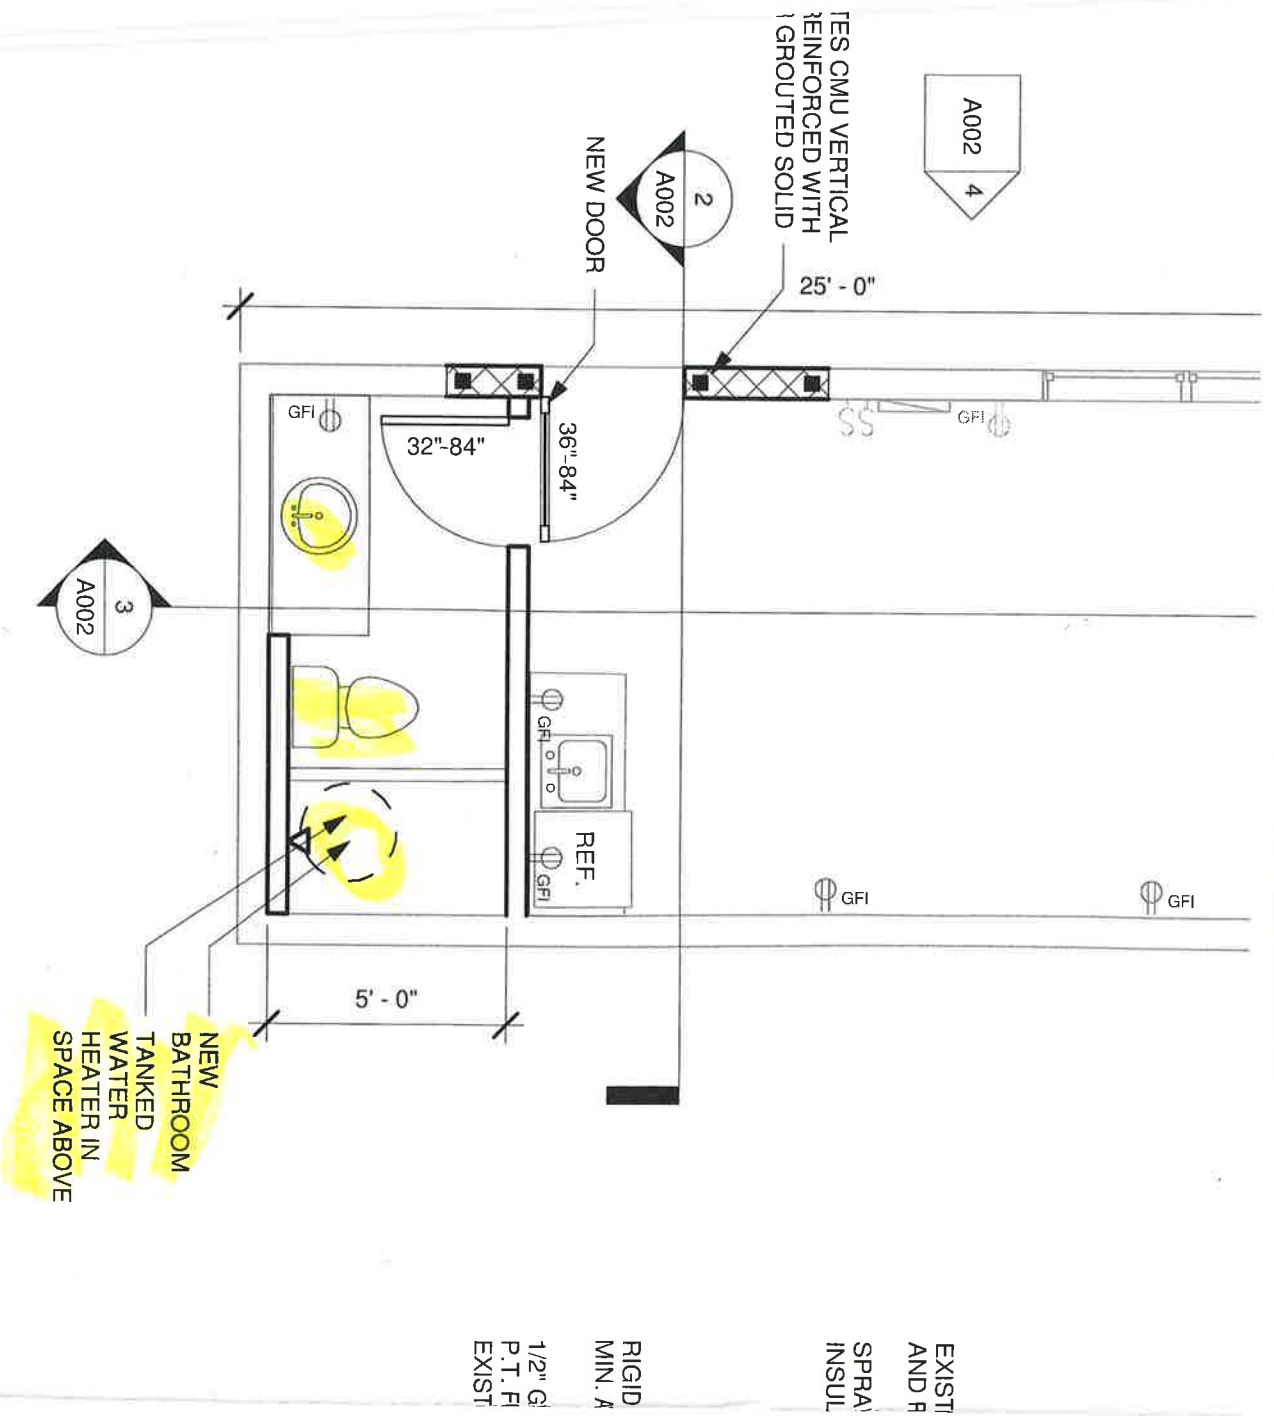 A002
4
TES CMU VERTICAL
REINFORCED WITH
GROUTED SOLID
25' - 0"
2
A002
NEW DOOR
GFI
32"-84"
36"-84"
GFI
3
A002
GFI
REF.
GFI
GFI
GFI
5' - 0"
NEW
BATHROOM
TANKED
WATER
HEATER IN
SPACE ABOVE
EXIST
AND
SPRAY
INSUL
RIGID
MIN. A
1/2" G
P.T. F
EXIST